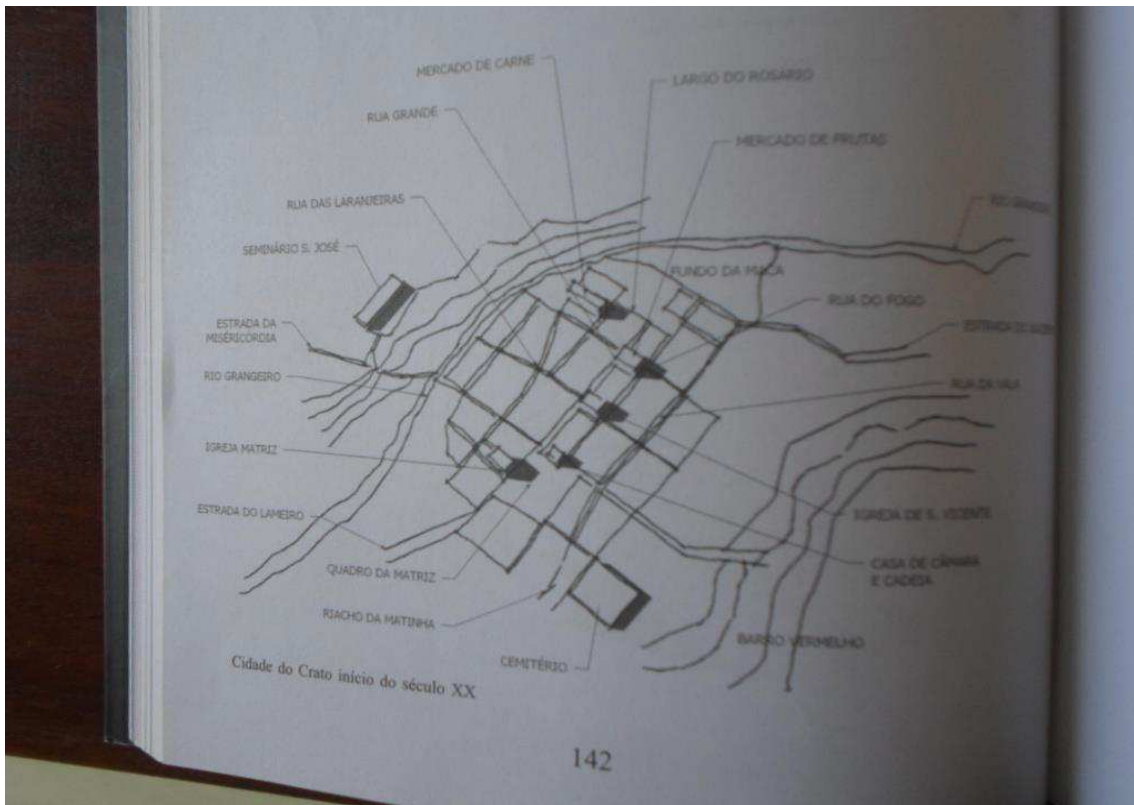 MERCADO DE CARNE
LARGO DO ROSÁRIO
RUA GRANDE
MERCADO DE FRUTAS
RUA DAS LARANJEIRAS
SEMINÁRIO S. JOSÉ
FUNDO DA MACA
RUA DO FOGO
ESTRADA DA
MISERICÓRDIA
ESTRADA DO
RIO GRANGEIRO
RUA DA VALA
IGREJA MATRIZ
ESTRADA DO LAMEIRO
IGREJA DE S. VICENTE
QUADRO DA MATRIZ
CASA DE CÂMARA
E CADEIA
RIACHO DA MATINHA
BARRO VERMELHO
CEMITÉRIO
Cidade do Crato início do século XX
142